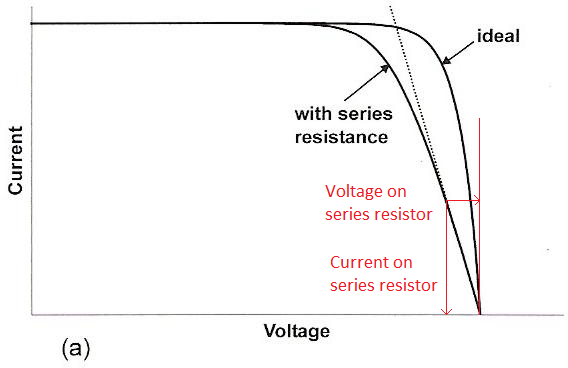 ideal
with series
resistance
Voltage on
series resistor
Current on
series resistor
Current
Voltage
(a)